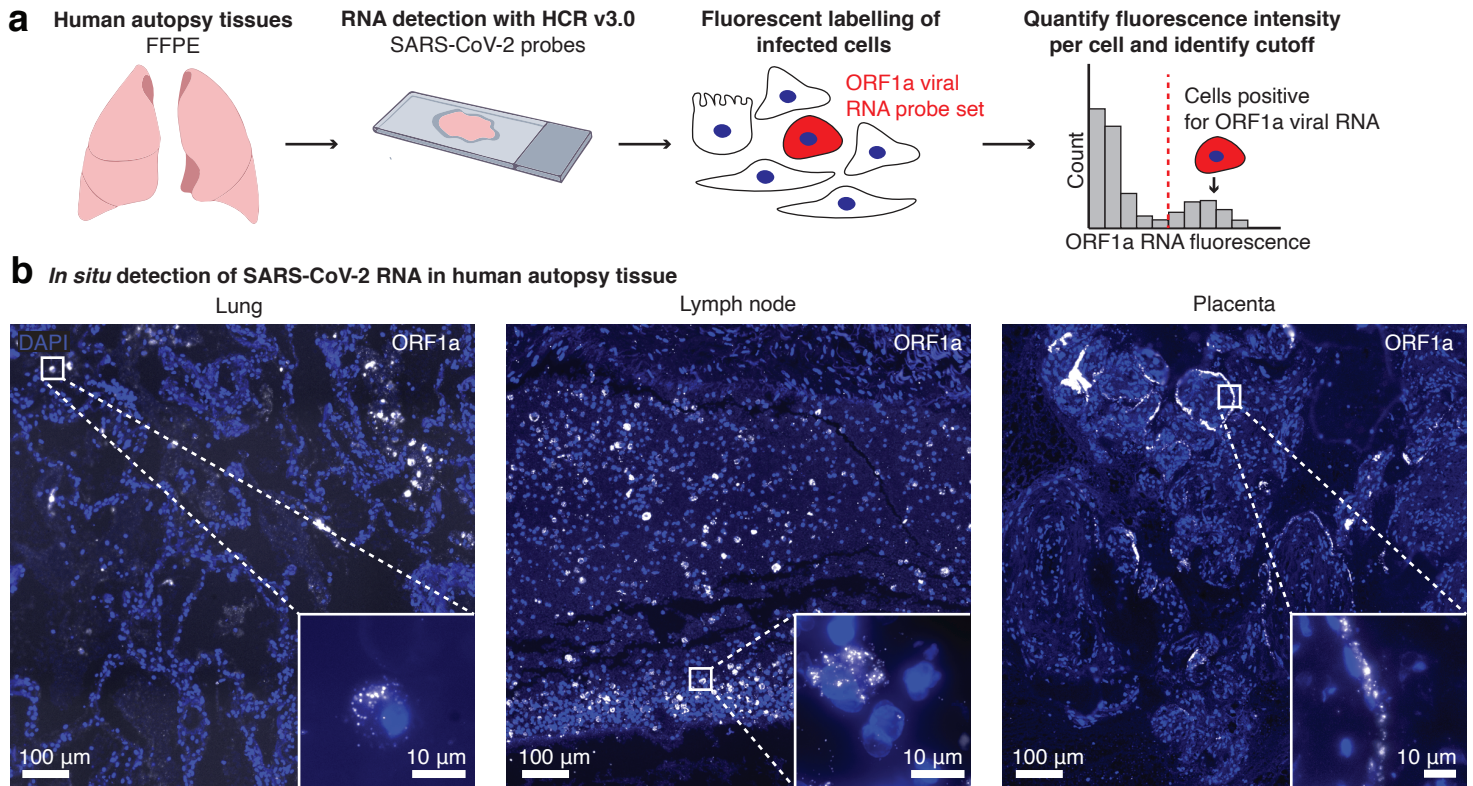 a
Human autopsy tissues
FFPE
RNA detection with HCR v3.0
SARS-CoV-2 probes
Fluorescent labelling of
infected cells
ORF1a viral
RNA probe set
Quantify fluorescence intensity
per cell and identify cutoff
Cells positive
for ORF1a viral RNA
Count
ORF1a RNA fluorescence
b
In situ detection of SARS-CoV-2 RNA in human autopsy tissue
Lung
DAPI
ORF1a
100 µm
10 µm
Lymph node
ORF1a
100 µm
10 µm
Placenta
ORF1a
100 µm
10 µm